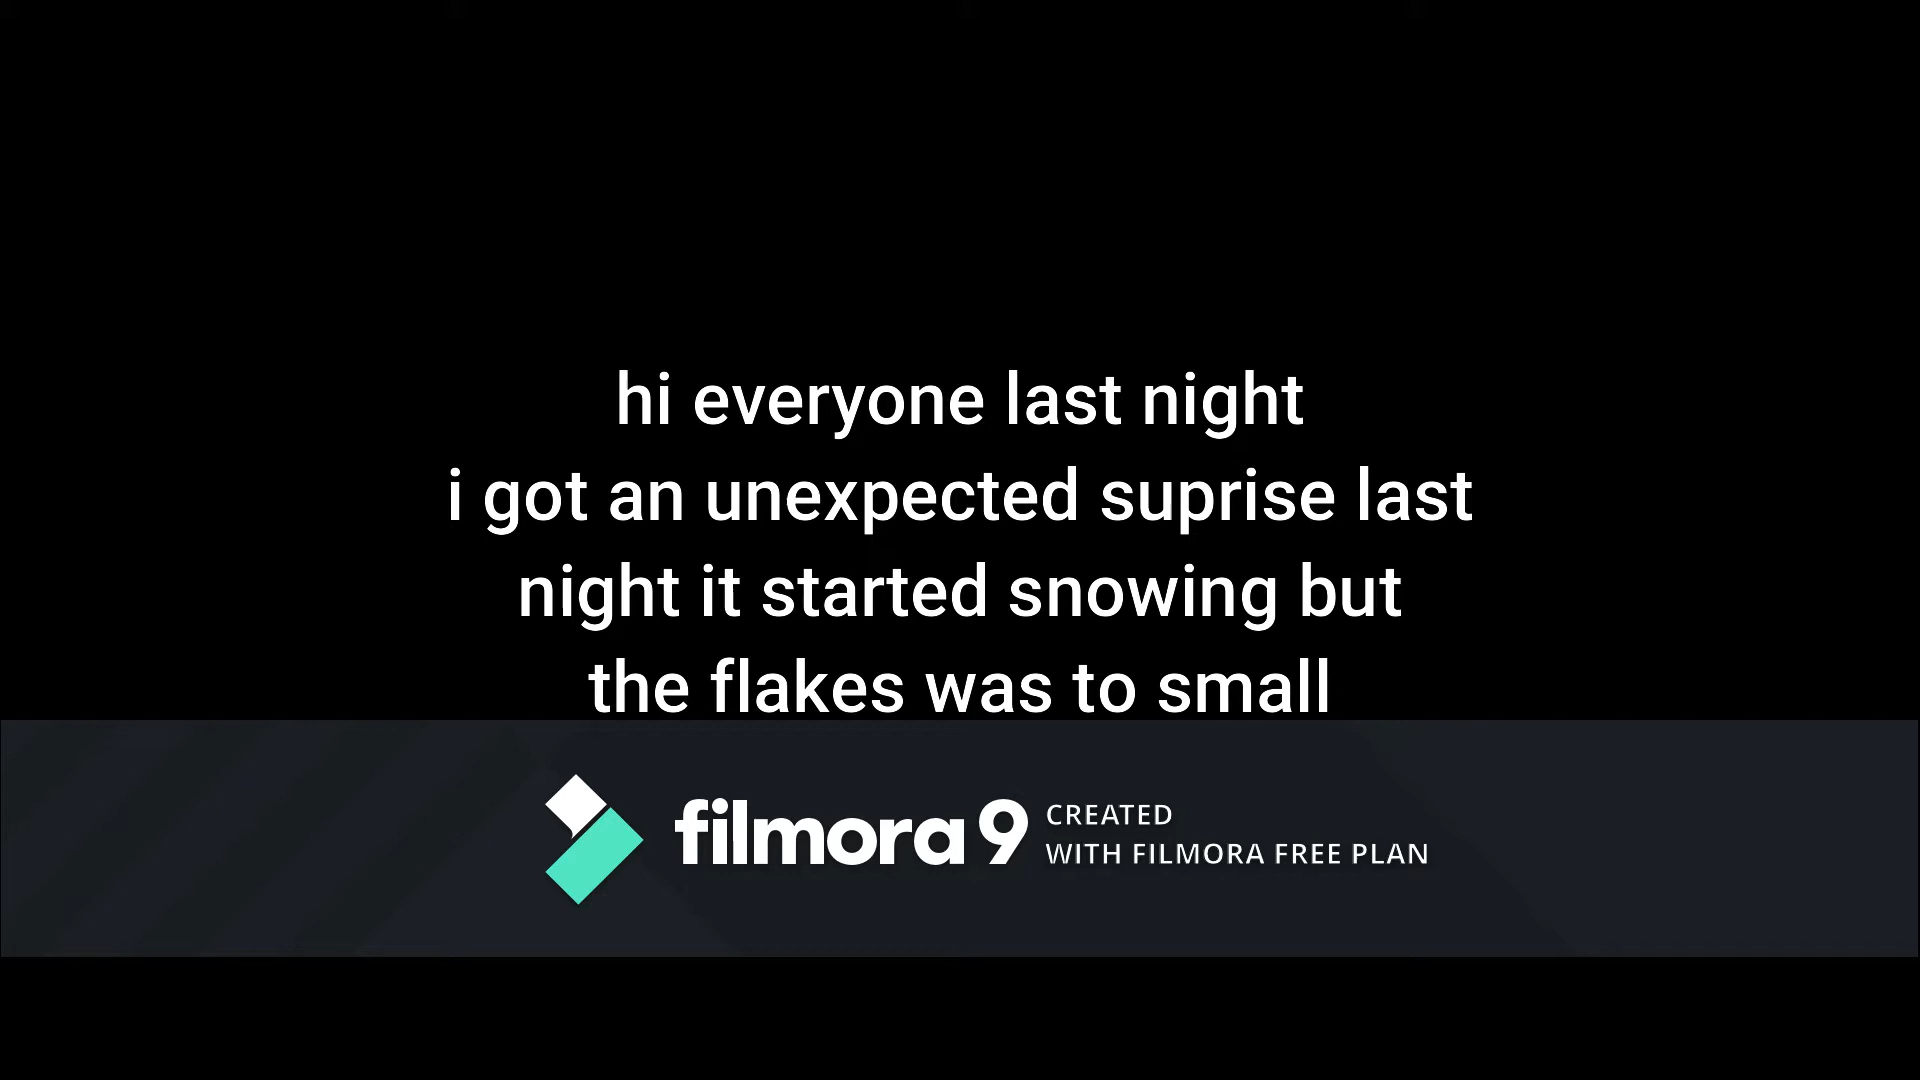 hi everyone last night
i got an unexpected suprise last
night it started snowing but
the flakes was to small
filmora 9 CREATED
WITH FILMORA FREE PLAN